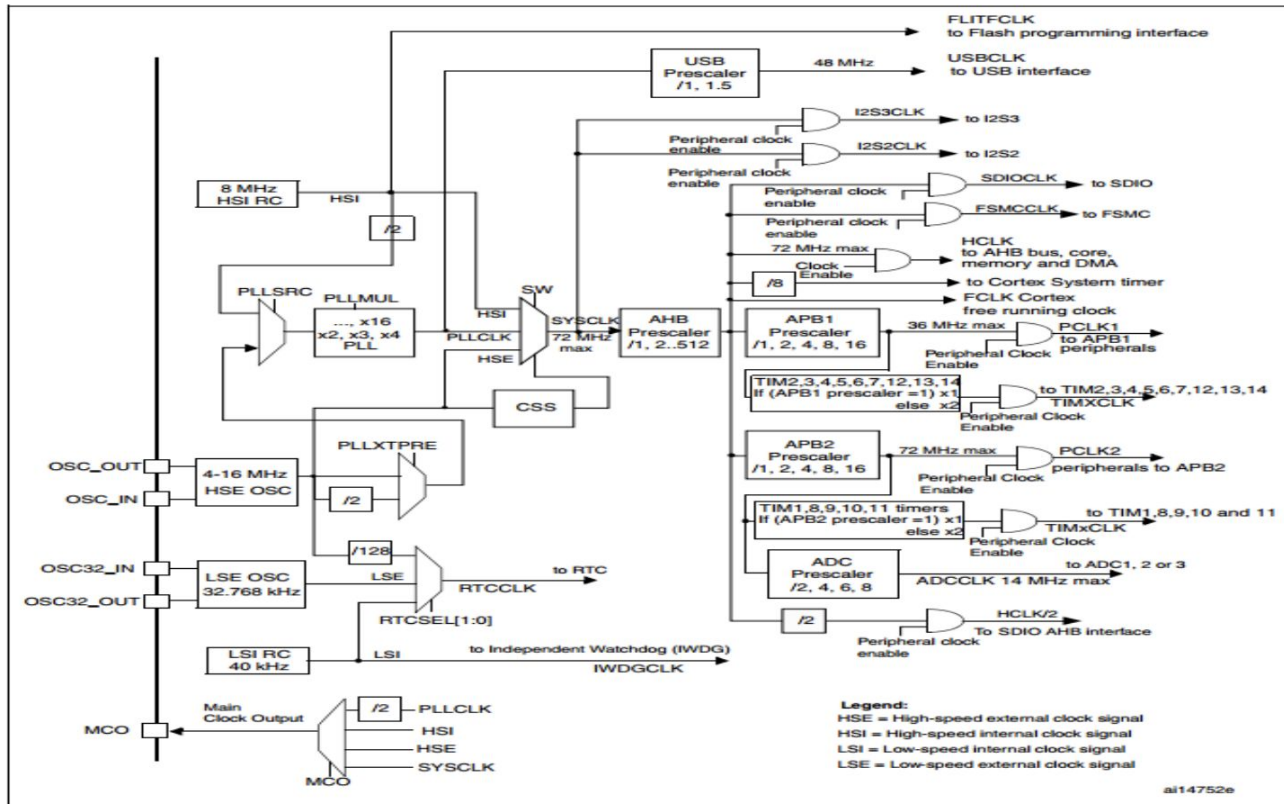 FLITFCLK
to Flash programming interface
USBCLK
to USB interface
USB
Prescaler
/1, 1.5
48 MHz
I2S3CLK
to I2S3
Peripheral clock
enable
I2S2CLK
to I2S2
Peripheral clock
enable
8 MHz
HSI RC
HSI
/2
SDIOCLK
to SDIO
Peripheral clock
enable
FSMCCLK
to FSMC
Peripheral clock
enable
72 MHz max
Clock
Enable
HCLK
to AHB bus, core,
memory and DMA
/8
to Cortex System timer
FCLK Cortex
free running clock
PLLSRC
PLLMUL
..., x16
x2, x3, x4
PLL
SW
HSI
PLLCLK
HSE
SYSCLK
72 MHz
max
AHB
Prescaler
/1, 2..512
APB1
Prescaler
/1, 2, 4, 8, 16
36 MHz max
PCLK1
to APB1
peripherals
Peripheral Clock
Enable
TIM2,3,4,5,6,7,12,13,14
If (APB1 prescaler =1) x1
else x2
to TIM2,3,4,5,6,7,12,13,14
TIMXCLK
Peripheral Clock
Enable
CSS
PLLXTPRE
OSC_OUT
OSC_IN
4-16 MHz
HSE OSC
/2
APB2
Prescaler
/1, 2, 4, 8, 16
72 MHz max
PCLK2
peripherals to APB2
Peripheral Clock
Enable
TIM1,8,9,10,11 timers
If (APB2 prescaler =1) x1
else x2
to TIM1,8,9,10 and 11
TIMxCLK
Peripheral Clock
Enable
/128
OSC32_IN
OSC32_OUT
LSE OSC
32.768 kHz
LSE
to RTC
RTCCLK
RTCSEL[1:0]
ADC
Prescaler
/2, 4, 6, 8
to ADC1, 2 or 3
ADCCLK 14 MHz max
/2
HCLK/2
To SDIO AHB interface
Peripheral clock
enable
LSI RC
40 kHz
LSI
to Independent Watchdog (IWDG)
IWDGCLK
MCO
Main
Clock Output
/2
PLLCLK
HSI
HSE
SYSCLK
MCO
Legend:
HSE = High-speed external clock signal
HSI = High-speed internal clock signal
LSI = Low-speed internal clock signal
LSE = Low-speed external clock signal
ai14752e